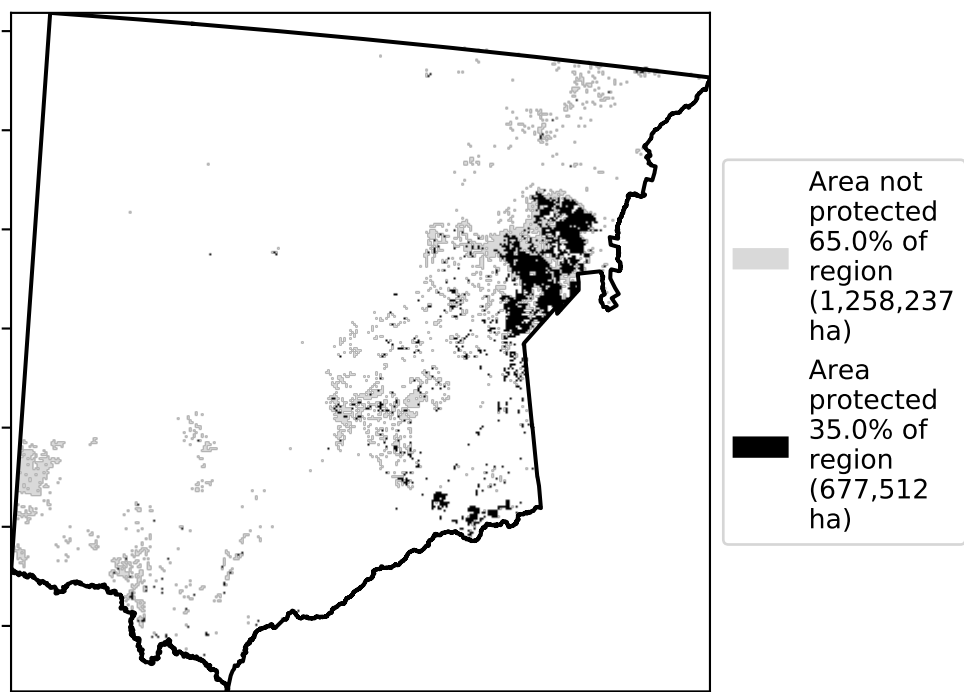 Area not
protected
65.0% of
region
(1,258,237
ha)
Area
protected
35.0% of
region
(677,512
ha)